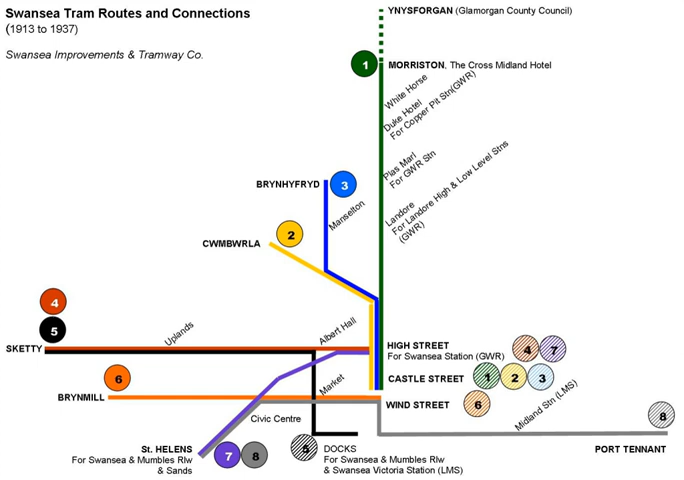 Swansea Tram Routes and Connections
(1913 to 1937)
Swansea Improvements & Tramway Co.
YNYSFORGAN (Glamorgan County Council)
1
MORRISTON, The Cross Midland Hotel
White Horse
Duke Hotel
For Copper Pit Stn(GWR)
Plas Marl
For GWR Stn
Landore
For Landore High & Low Level Stns
(GWR)
BRYNHYFRYD
3
Manselton
2
CWMBWRLA
4
5
SKETTY
Uplands
Albert Hall
HIGH STREET
For Swansea Station (GWR)
4
7
CASTLE STREET
1
2
3
6
BRYNMILL
Market
WIND STREET
6
Midland Stn (LMS)
8
PORT TENNANT
Civic Centre
St. HELENS
For Swansea & Mumbles Rlw
& Sands
7
8
5
DOCKS
For Swansea & Mumbles Rlw
& Swansea Victoria Station (LMS)